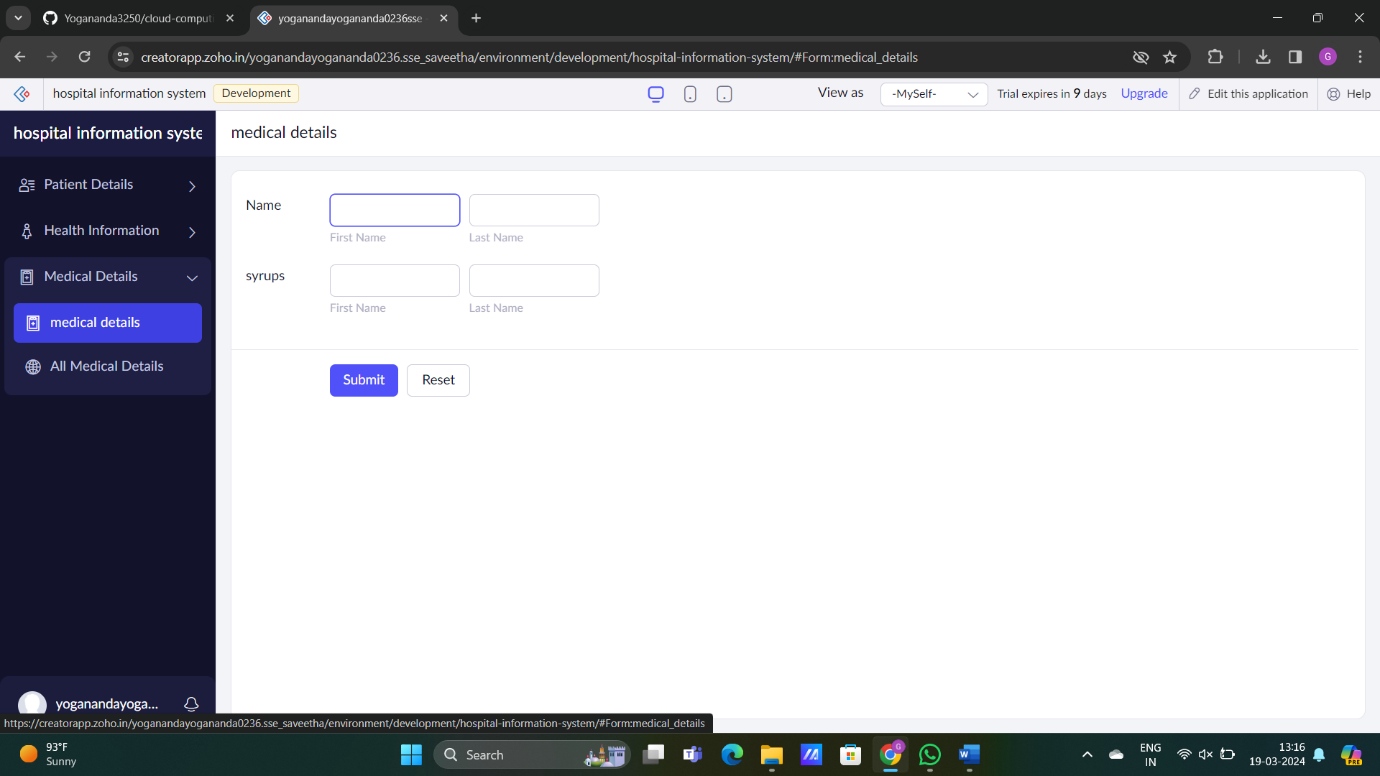 Yogananda3250/cloud-comput
yoganandayogananda0236sse
creatorapp.zoho.in/yoganandayogananda0236.sse_saveetha/environment/development/hospital-information-system/#Form:medical_details
G
hospital information system
Development
View as
-MySelf-
Trial expires in 9 days
Upgrade
Edit this application
Help
hospital information syste
medical details
Patient Details
Health Information
Medical Details
medical details
All Medical Details
Name
First Name
Last Name
syrups
First Name
Last Name
Submit
Reset
yoganandayoga...
https://creatorapp.zoho.in/yoganandayogananda0236.sse_saveetha/environment/development/hospital-information-system/#Form:medical_details
93°F
Sunny
Search
ENG
IN
13:16
19-03-2024
PRE